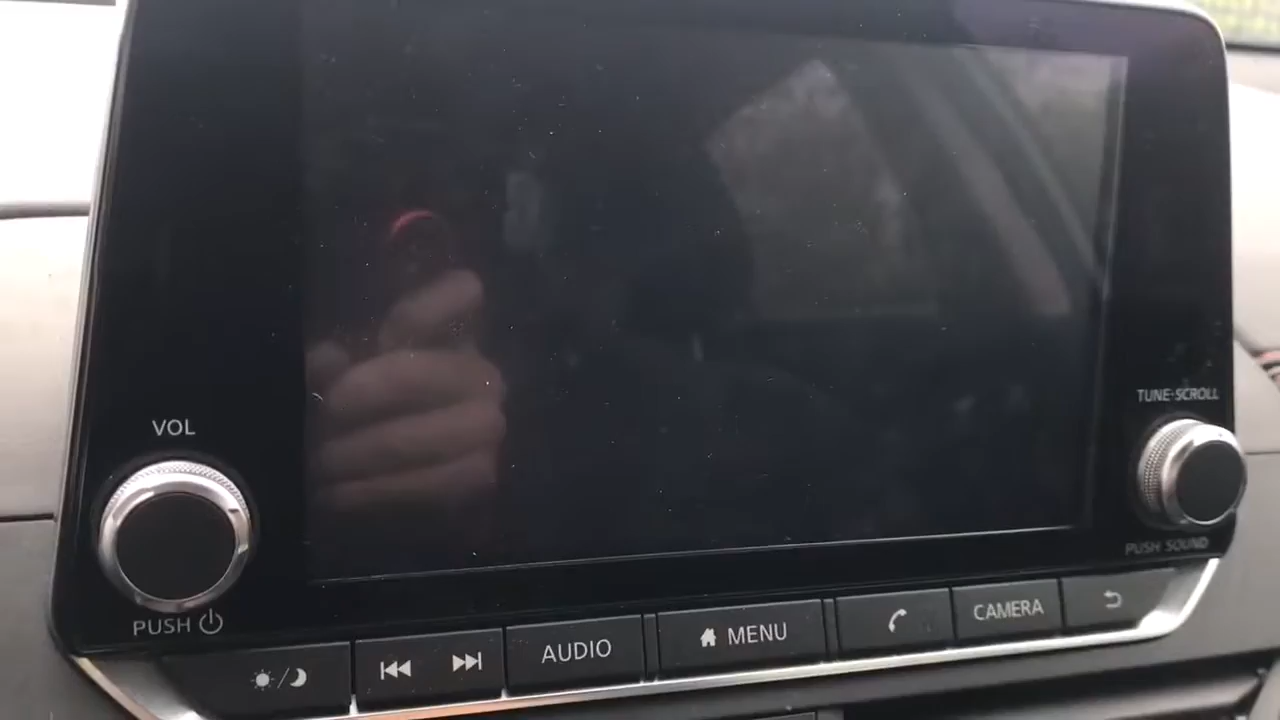 VOL
TUNE·SCROLL
PUSH
PUSH SOUND
AUDIO
MENU
CAMERA